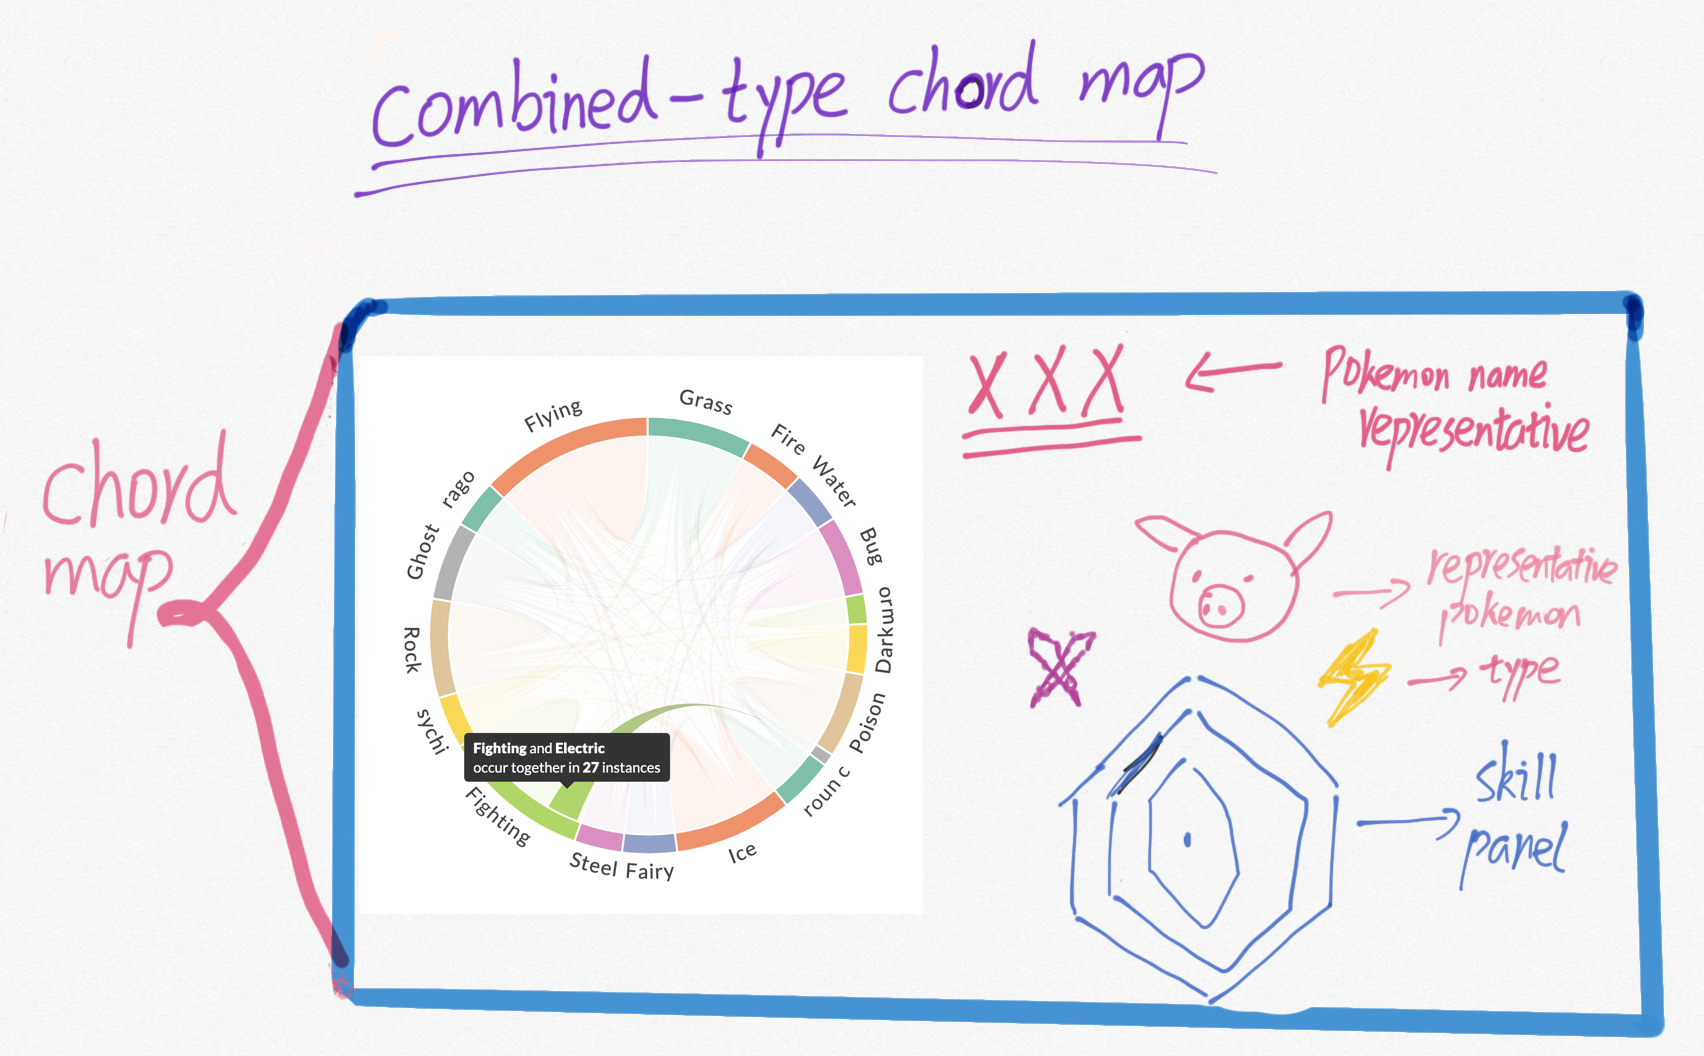 Combined-type chord map
chord
map
Flying
Grass
Fire
Water
Bug
oru
Dark
Poison
c
roun
Ice
Fairy
Steel
Fighting
sychi
Rock
Ghost
rago
Fighting and Electric
occur together in 27 instances
XXX
Pokemon name
representative
representative
pokemon
type
skill
panel